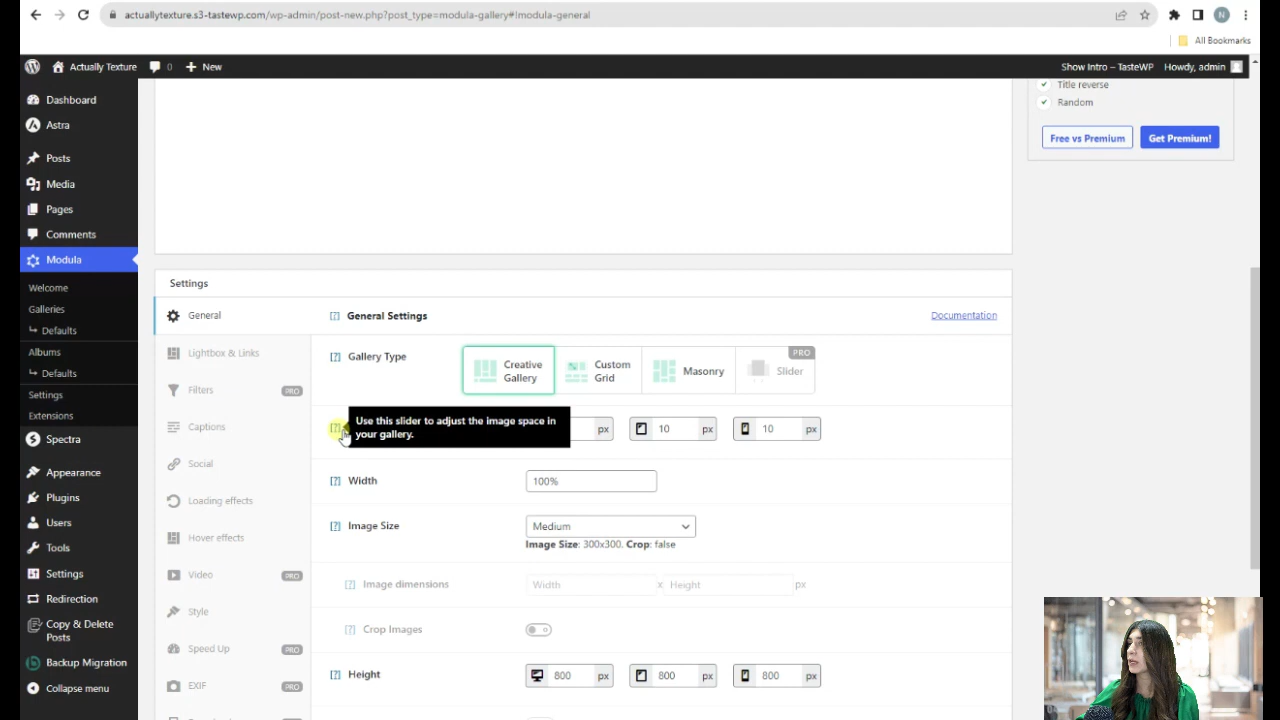 actuallytexture.s3-tastewp.com/wp-admin/post-new.php?post_type=modula-gallery#!modula-general
N
All Bookmarks
Actually Texture
0
New
Show Intro – TasteWP
Howdy, admin
Dashboard
Astra
Posts
Media
Pages
Comments
Modula
Welcome
Galleries
Defaults
Albums
Defaults
Settings
Extensions
Spectra
Appearance
Plugins
Users
Tools
Settings
Redirection
Copy & Delete
Posts
Backup Migration
Collapse menu
Title reverse
Random
Free vs Premium
Get Premium!
Settings
General
Lightbox & Links
Filters PRO
Captions
Social
Loading effects
Hover effects
Video PRO
Style
Speed Up PRO
EXIF PRO
[?] General Settings
Documentation
[?] Gallery Type
Creative
Gallery
Custom
Grid
Masonry
PRO
Slider
[?]
Use this slider to adjust the image space in
your gallery.
px
10 px
10 px
[?] Width
100%
[?] Image Size
Medium
Image Size: 300x300. Crop: false
[?] Image dimensions
Width x Height px
[?] Crop Images
[?] Height
800 px
800 px
800 px